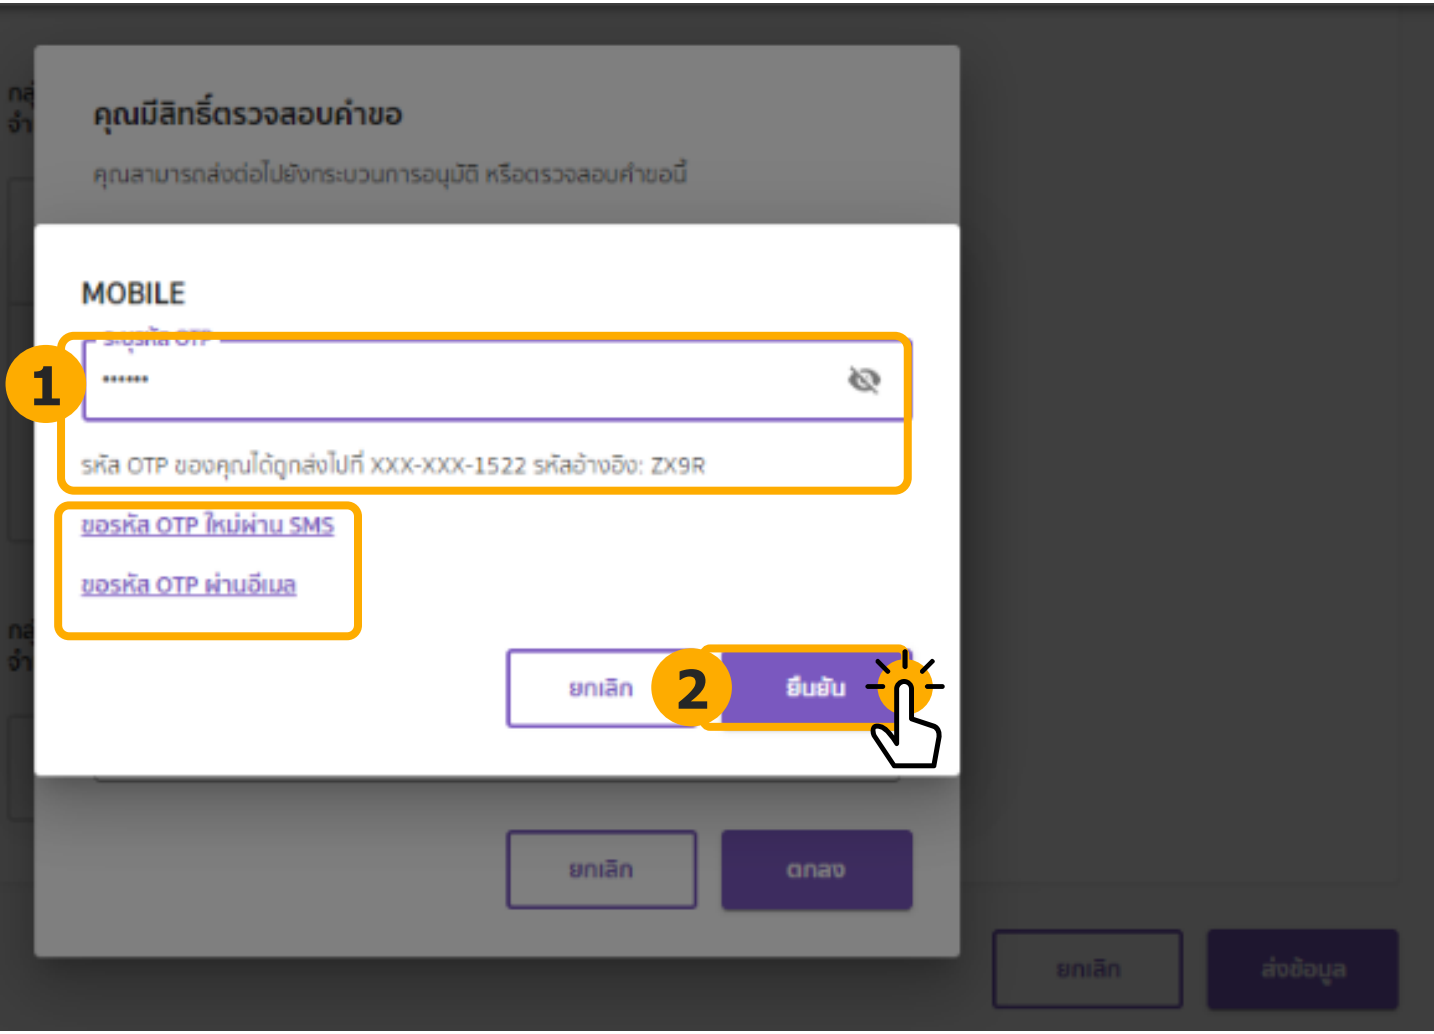 คุณมีสิทธิ์ตรวจสอบคำขอ
คุณสามารถส่งต่อไปยังกระบวนการอนุมัติ หรือตรวจสอบคำขอนี้
MOBILE
ระบุรหัส OTP
1
••••••
รหัส OTP ของคุณได้ถูกส่งไปที่ XXX-XXX-1522 รหัสอ้างอิง: ZX9R
ขอรหัส OTP ใหม่ผ่าน SMS
ขอรหัส OTP ผ่านอีเมล
ยกเลิก
2
ยืนยัน
ยกเลิก
ตกลง
ยกเลิก
ส่งข้อมูล